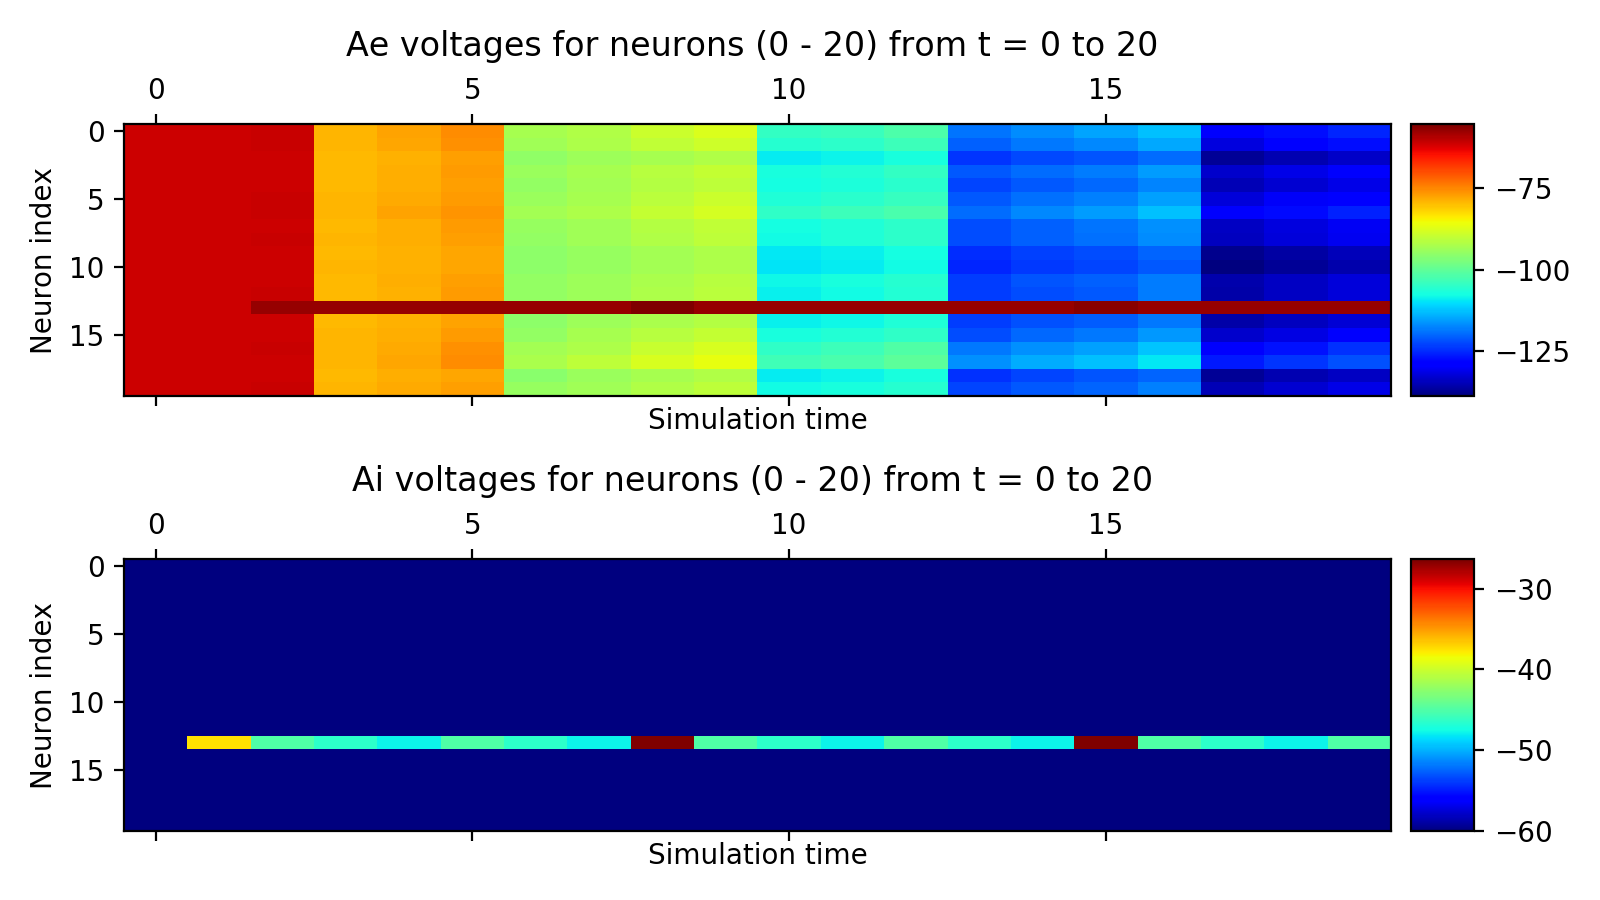 Ae voltages for neurons (0 - 20) from t = 0 to 20
0 5 10 15
Neuron index
0
5
10
15
Simulation time
−75
−100
−125
Ai voltages for neurons (0 - 20) from t = 0 to 20
0 5 10 15
Neuron index
0
5
10
15
Simulation time
−30
−40
−50
−60